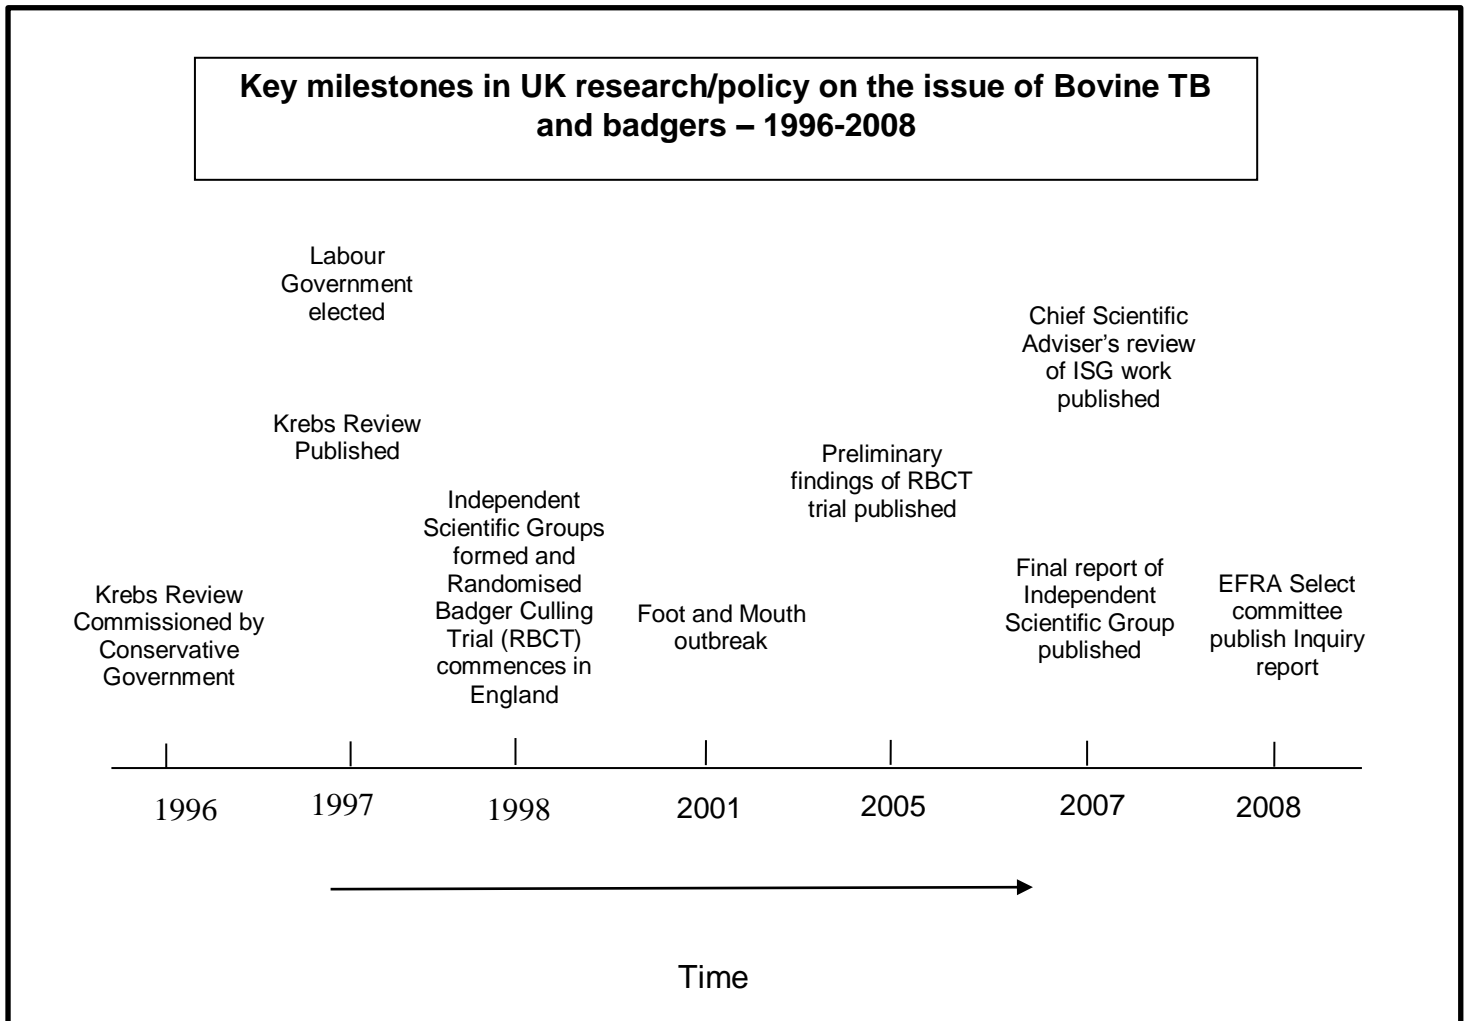 Key milestones in UK research/policy on the issue of Bovine TB
and badgers – 1996-2008
Labour
Government
elected
Krebs Review
Published
Chief Scientific
Adviser’s review
of ISG work
published
Preliminary
findings of RBCT
trial published
Independent
Scientific Groups
formed and
Randomised
Badger Culling
Trial (RBCT)
commences in
England
Krebs Review
Commissioned by
Conservative
Government
Foot and Mouth
outbreak
Final report of
Independent
Scientific Group
published
EFRA Select
committee
publish Inquiry
report
1996
1997
1998
2001
2005
2007
2008
Time